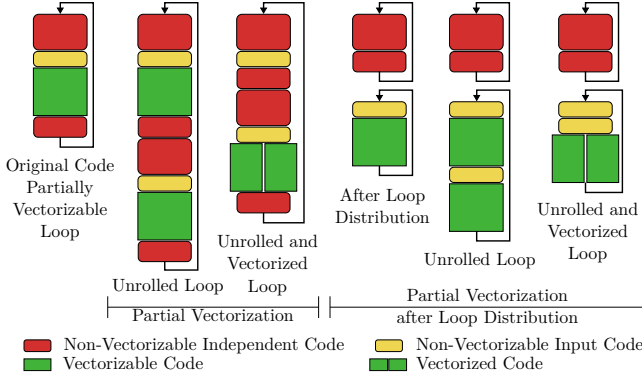 Original Code
Partially
Vectorizable
Loop
Unrolled Loop
Unrolled and
Vectorized
Loop
Partial Vectorization
After Loop
Distribution
Unrolled Loop
Unrolled and
Vectorized
Loop
Partial Vectorization
after Loop Distribution
Non-Vectorizable Independent Code
Non-Vectorizable Input Code
Vectorizable Code
Vectorized Code